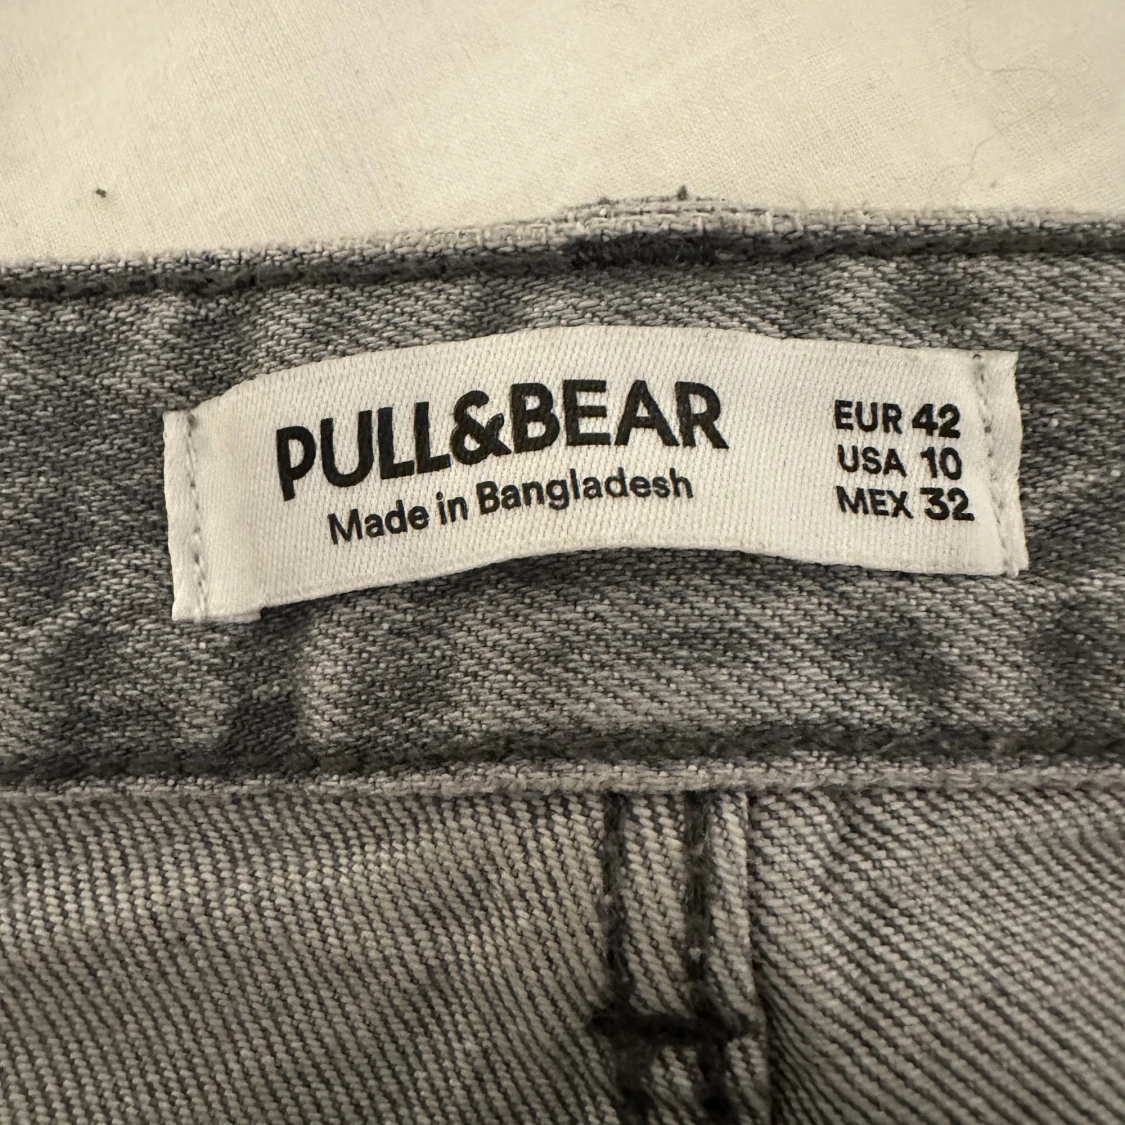 PULL&BEAR
Made in Bangladesh
EUR 42
USA 10
MEX 32